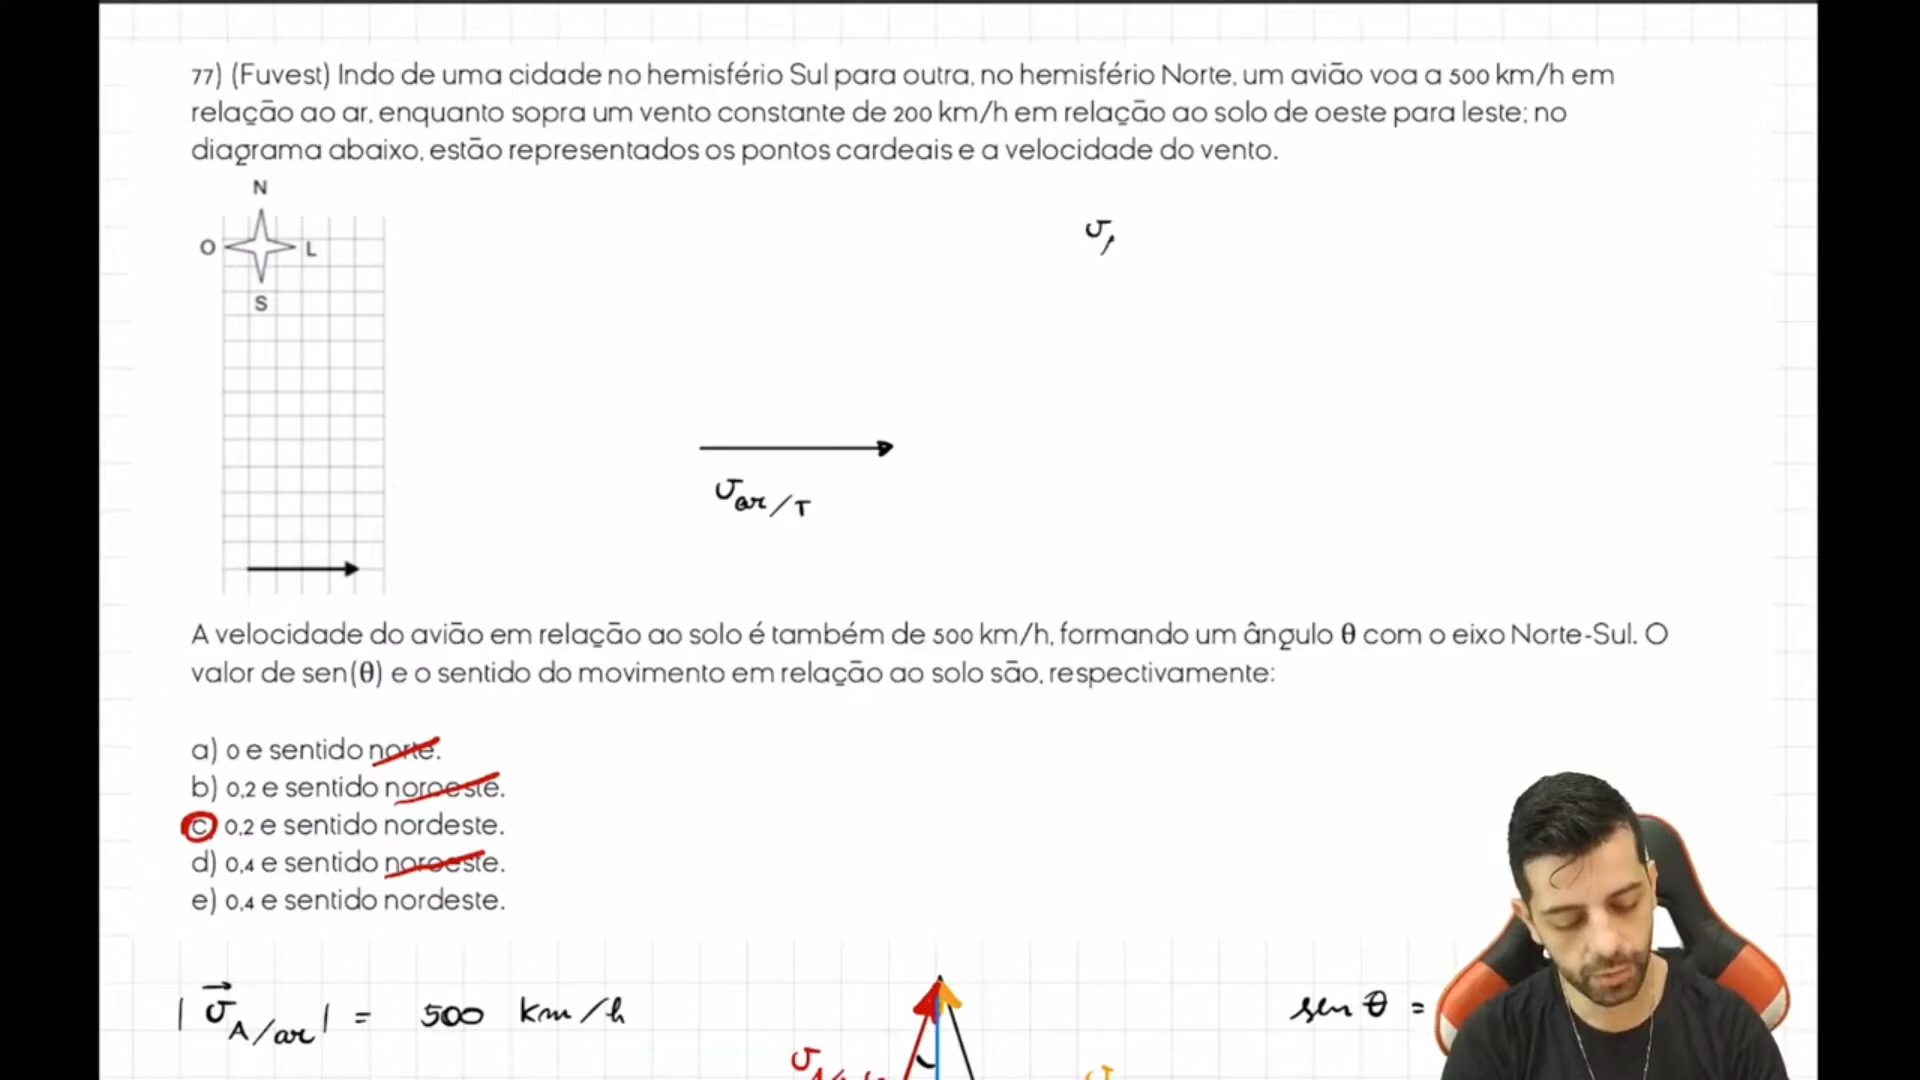 77) (Fuvest) Indo de uma cidade no hemisfério Sul para outra, no hemisfério Norte, um avião voa a 500 km/h em
relação ao ar, enquanto sopra um vento constante de 200 km/h em relação ao solo de oeste para leste; no
diagrama abaixo, estão representados os pontos cardeais e a velocidade do vento.
N
O L
S
v
v ar/T
A velocidade do avião em relação ao solo é também de 500 km/h, formando um ângulo θ com o eixo Norte-Sul. O
valor de sen(θ) e o sentido do movimento em relação ao solo são, respectivamente:
a) 0 e sentido norte.
b) 0,2 e sentido noroeste.
c) 0,2 e sentido nordeste.
d) 0,4 e sentido noroeste.
e) 0,4 e sentido nordeste.
|v A/ar| = 500 km/h
sen θ =